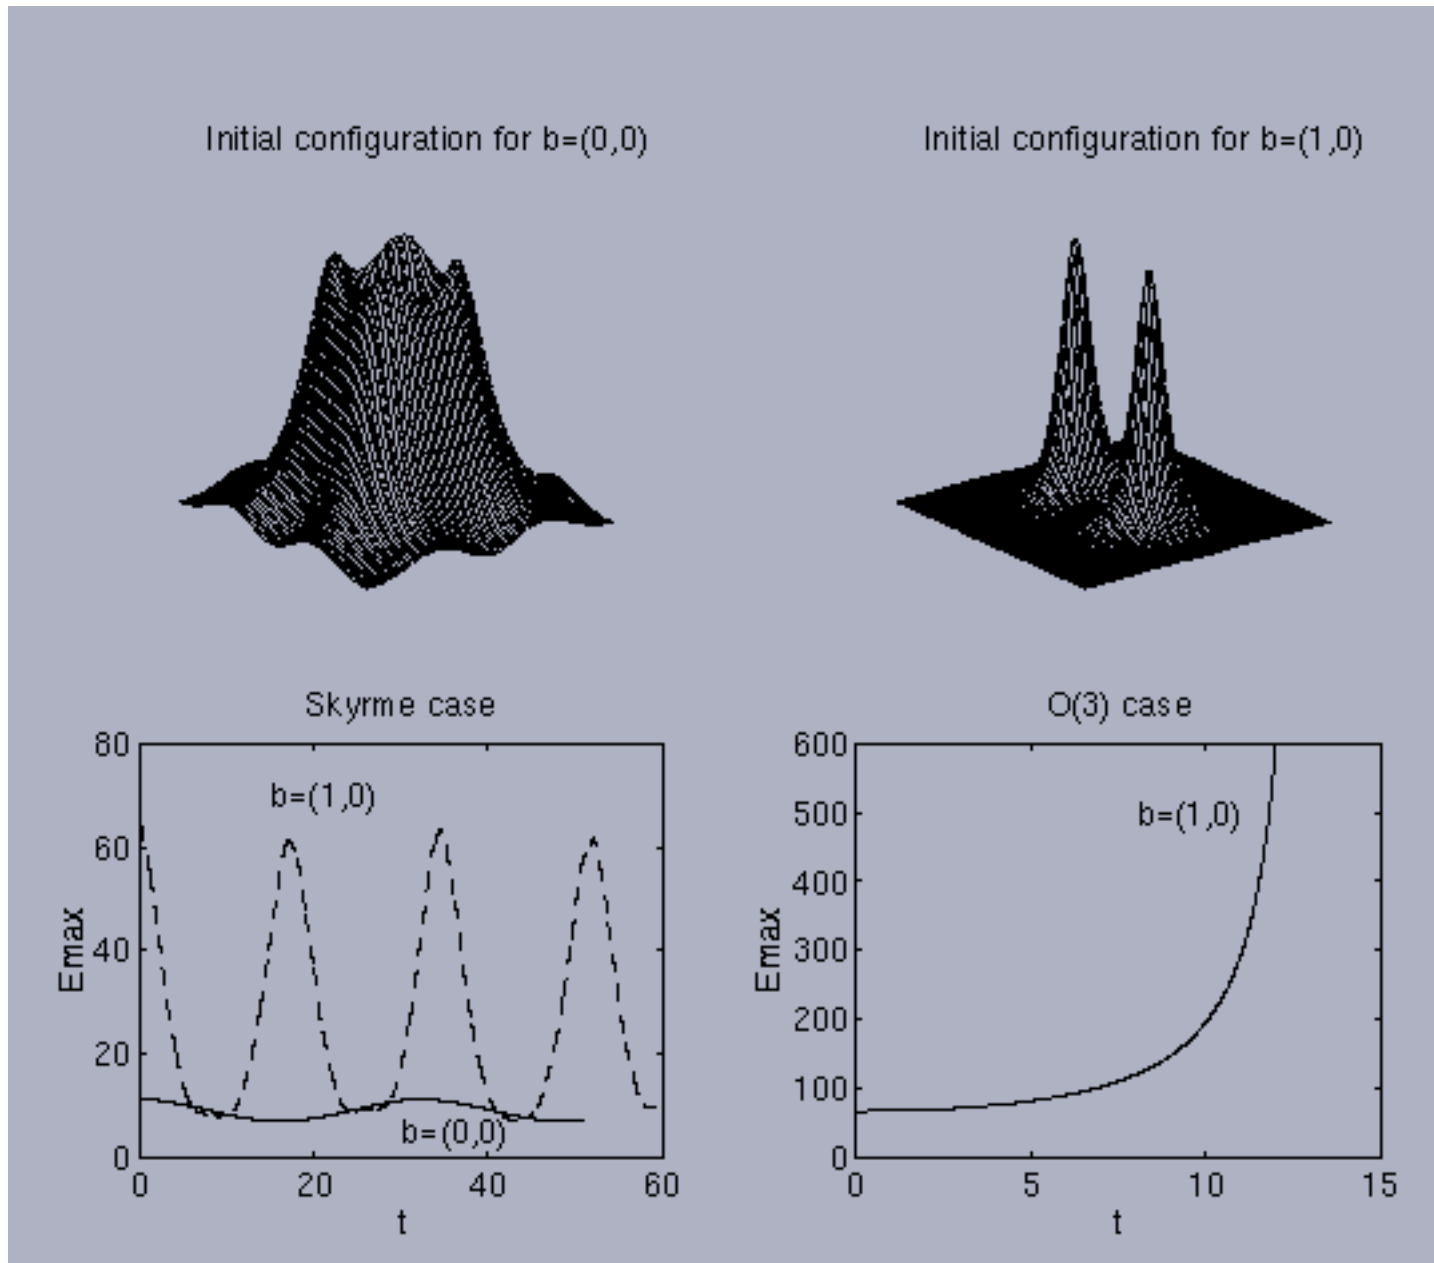 Initial configuration for b=(0,0)
Initial configuration for b=(1,0)
Skyrme case
80
60
40
20
0
Emax
b=(1,0)
b=(0,0)
0 20 40 60
t
O(3) case
600
500
400
300
200
100
0
Emax
b=(1,0)
0 5 10 15
t